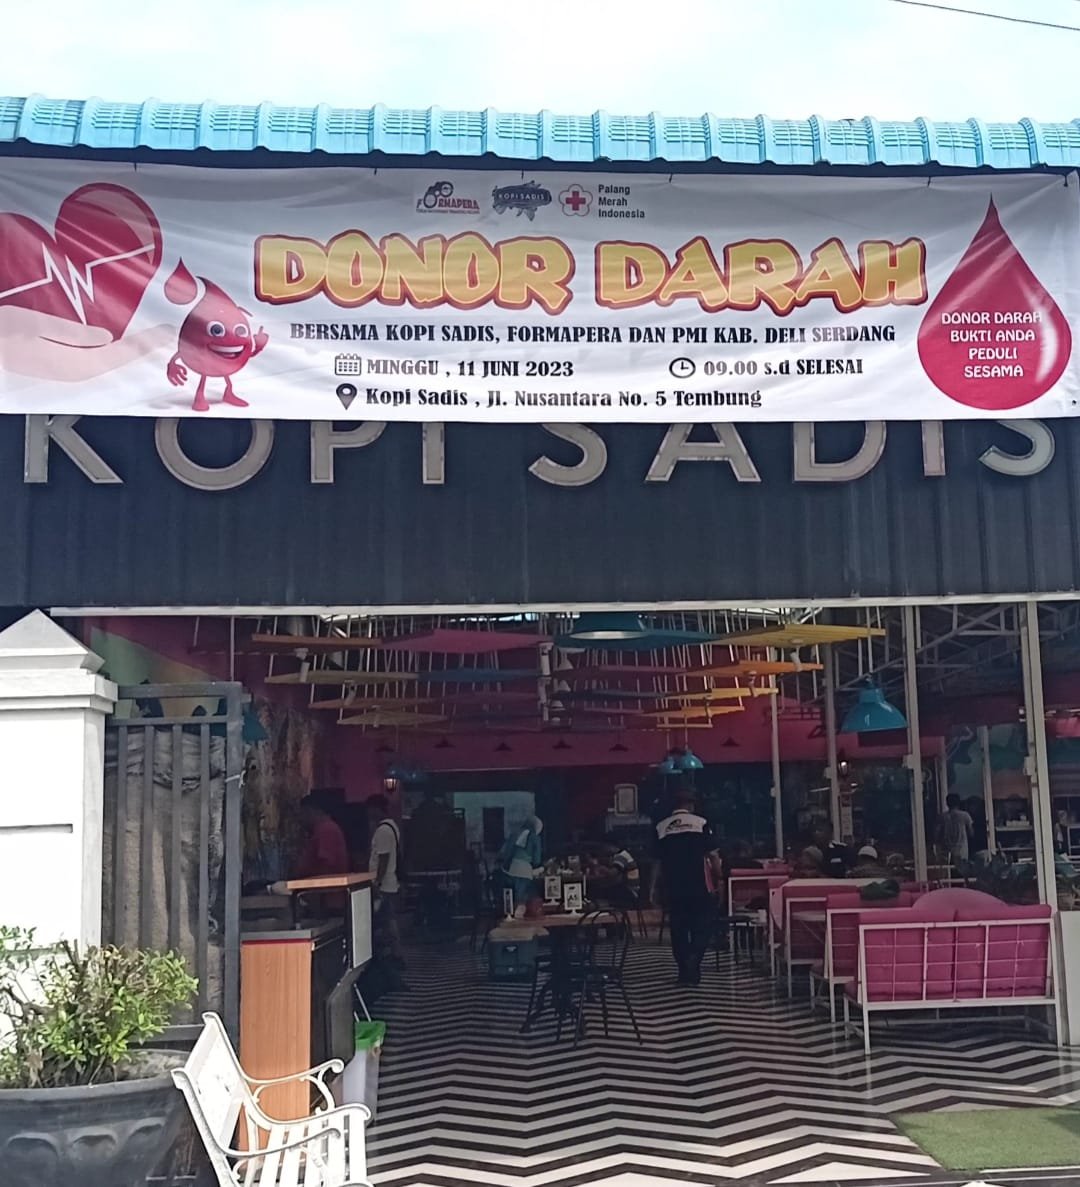 FORMAPERA
KOPI SADIS
Palang
Merah
Indonesia
DONOR DARAH
BERSAMA KOPI SADIS, FORMAPERA DAN PMI KAB. DELI SERDANG
MINGGU , 11 JUNI 2023
09.00 s.d SELESAI
Kopi Sadis , Jl. Nusantara No. 5 Tembung
DONOR DARAH
BUKTI ANDA
PEDULI
SESAMA
KOPI SADIS